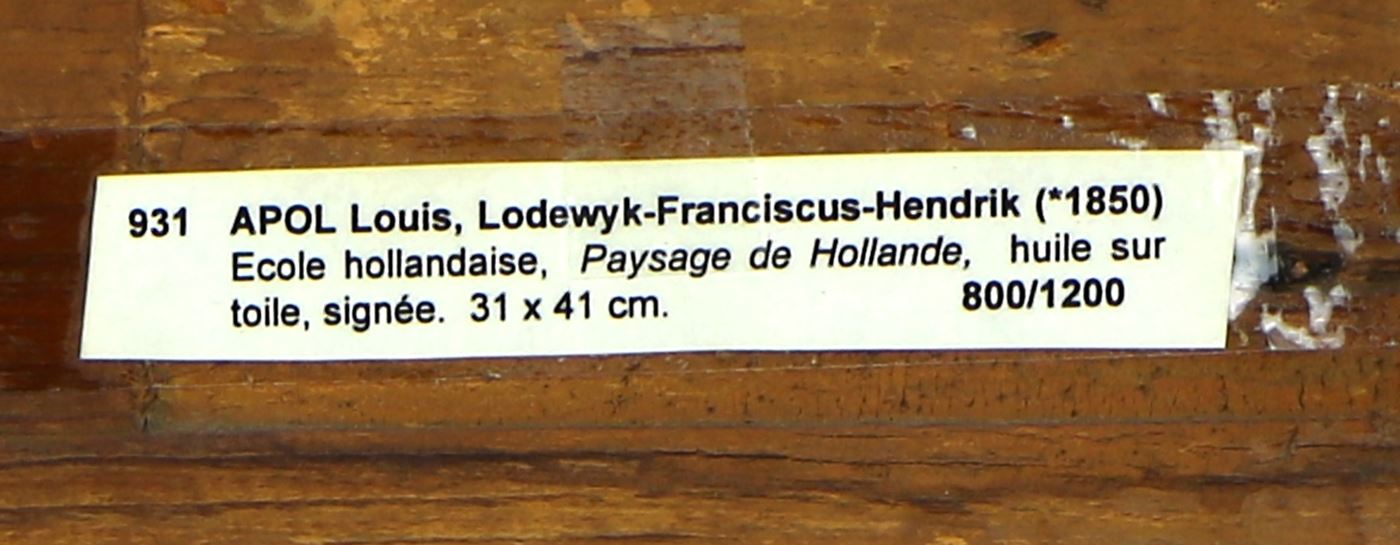 931 APOL Louis, Lodewyk-Franciscus-Hendrik (*1850)
Ecole hollandaise, Paysage de Hollande, huile sur
toile, signée. 31 x 41 cm. 800/1200